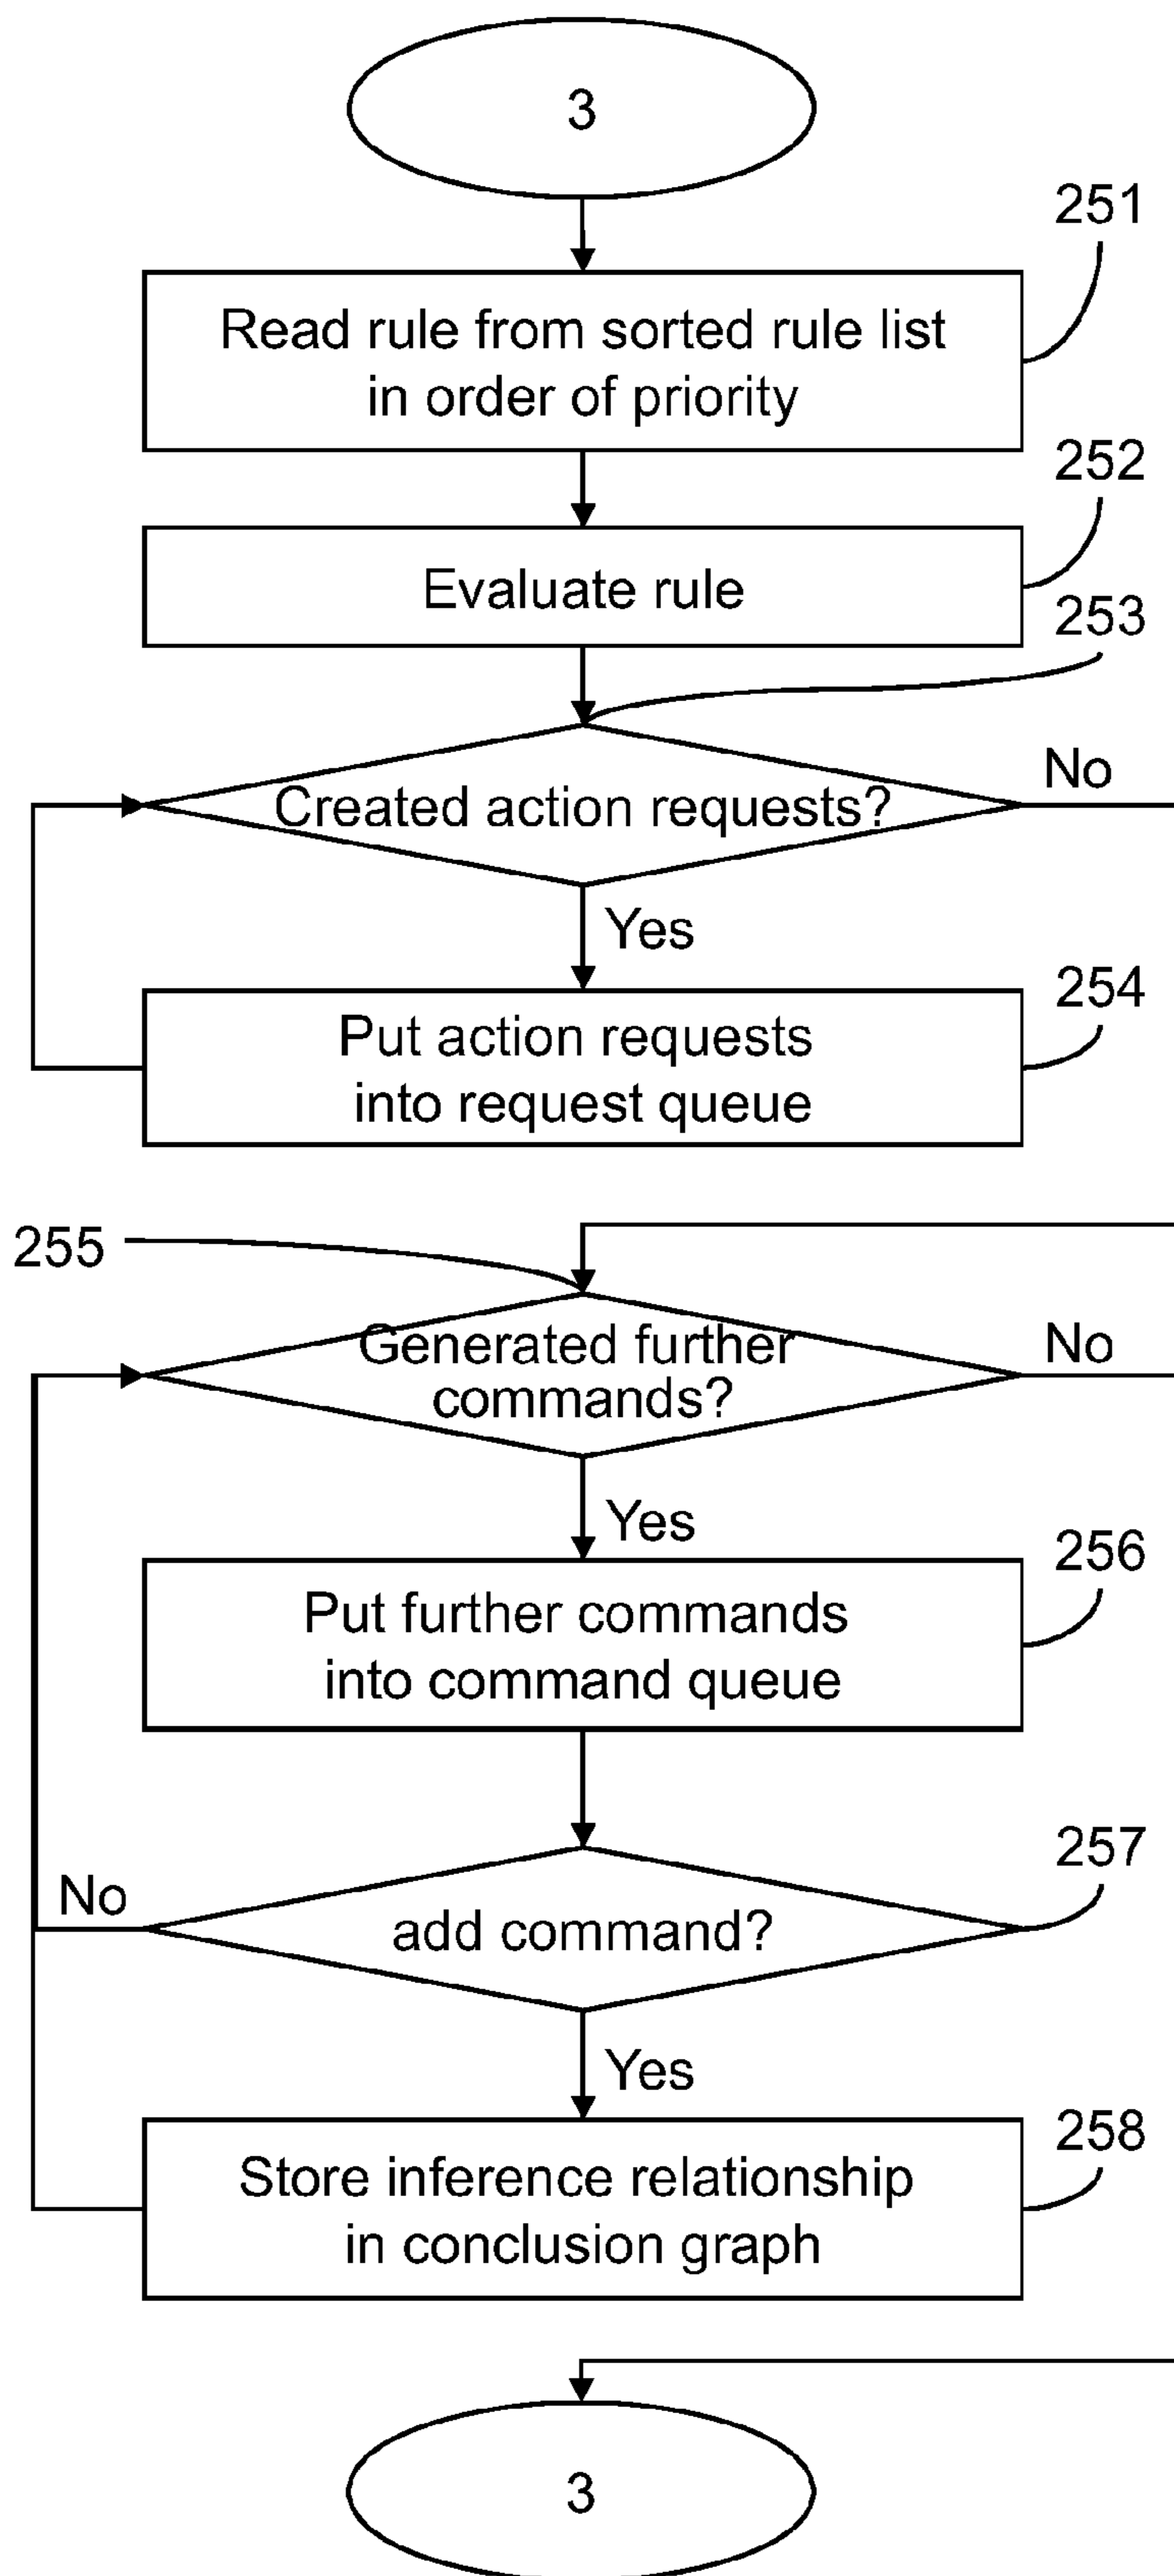 3
251
Read rule from sorted rule list
in order of priority
252
Evaluate rule
253
Created action requests?
No
Yes
254
Put action requests
into request queue
255
Generated further
commands?
No
Yes
256
Put further commands
into command queue
257
No
add command?
Yes
258
Store inference relationship
in conclusion graph
3